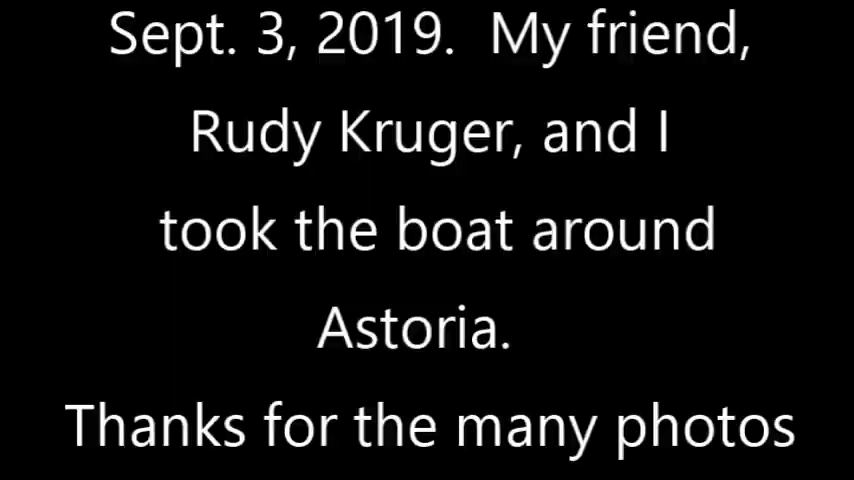 Sept. 3, 2019.  My friend,
Rudy Kruger, and I
took the boat around
Astoria.
Thanks for the many photos